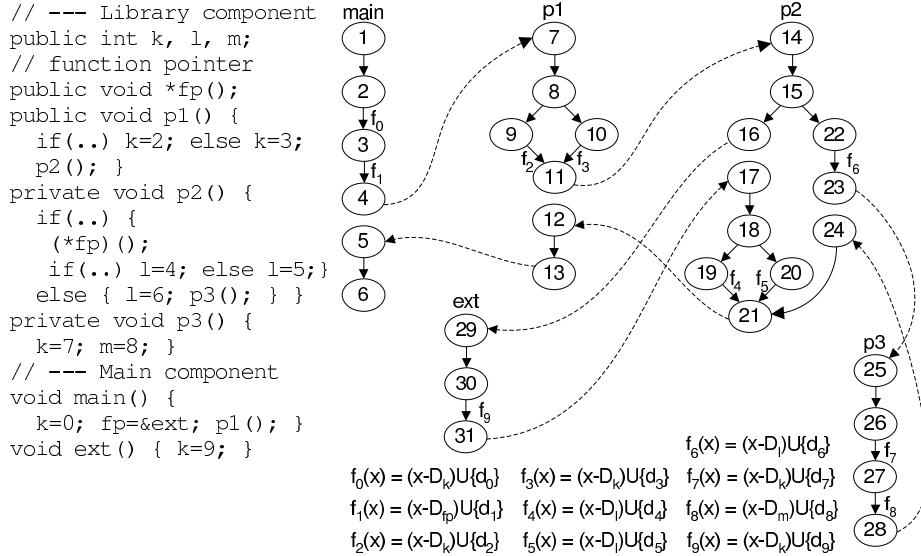 // --- Library component
public int k, l, m;
// function pointer
public void *fp();
public void p1() {
if(..) k=2; else k=3;
p2(); }
private void p2() {
if(..) {
(*fp)();
if(..) l=4; else l=5;}
else { l=6; p3(); } }
private void p3() {
k=7; m=8; }
// --- Main component
void main() {
k=0; fp=&ext; p1(); }
void ext() { k=9; }
main
1
2
f0
3
f1
4
5
6
p1
7
8
9
10
f2
f3
11
12
13
ext
29
30
f9
31
p2
14
15
16
22
f6
23
17
18
24
19
20
f4
f5
21
p3
25
26
f7
27
f8
28
f6(x) = (x-Dl)U{d6}
f0(x) = (x-Dk)U{d0} f3(x) = (x-Dk)U{d3} f7(x) = (x-Dk)U{d7}
f1(x) = (x-Dfp)U{d1} f4(x) = (x-Dl)U{d4} f8(x) = (x-Dm)U{d8}
f2(x) = (x-Dk)U{d2} f5(x) = (x-Dl)U{d5} f9(x) = (x-Dk)U{d9}